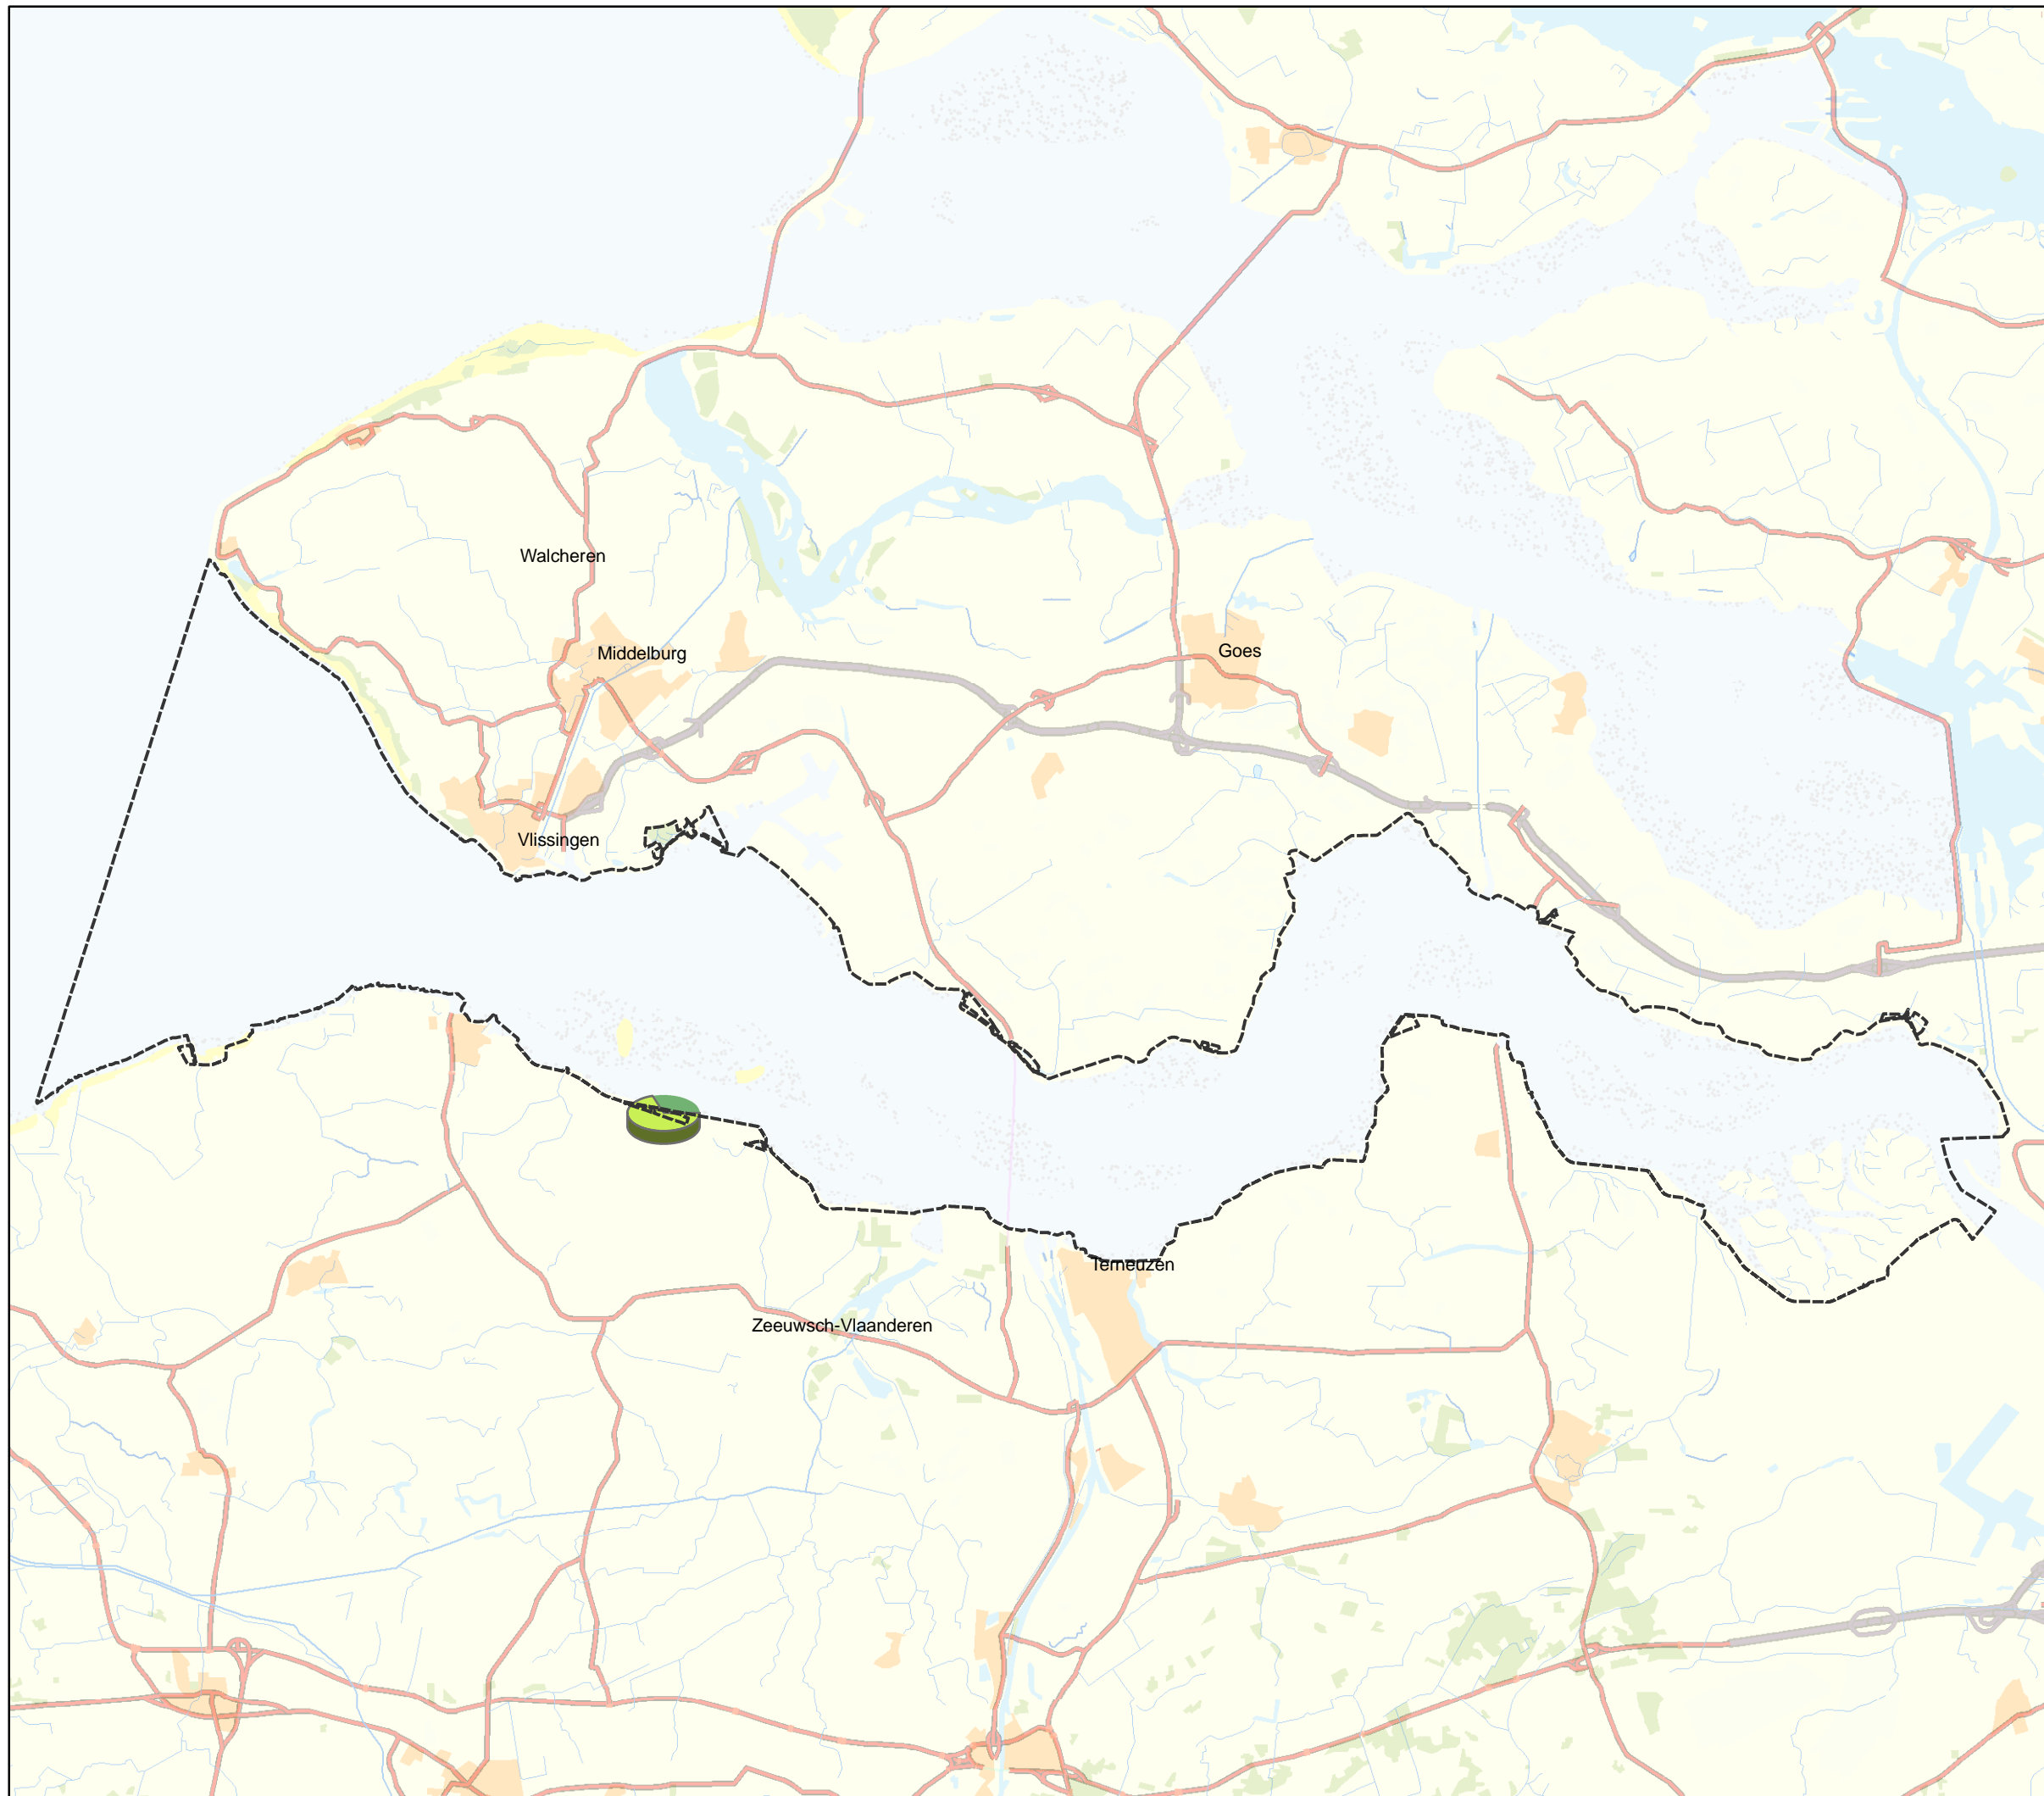 Walcheren
Middelburg
Goes
Vlissingen
Terneuzen
Zeeuwsch-Vlaanderen